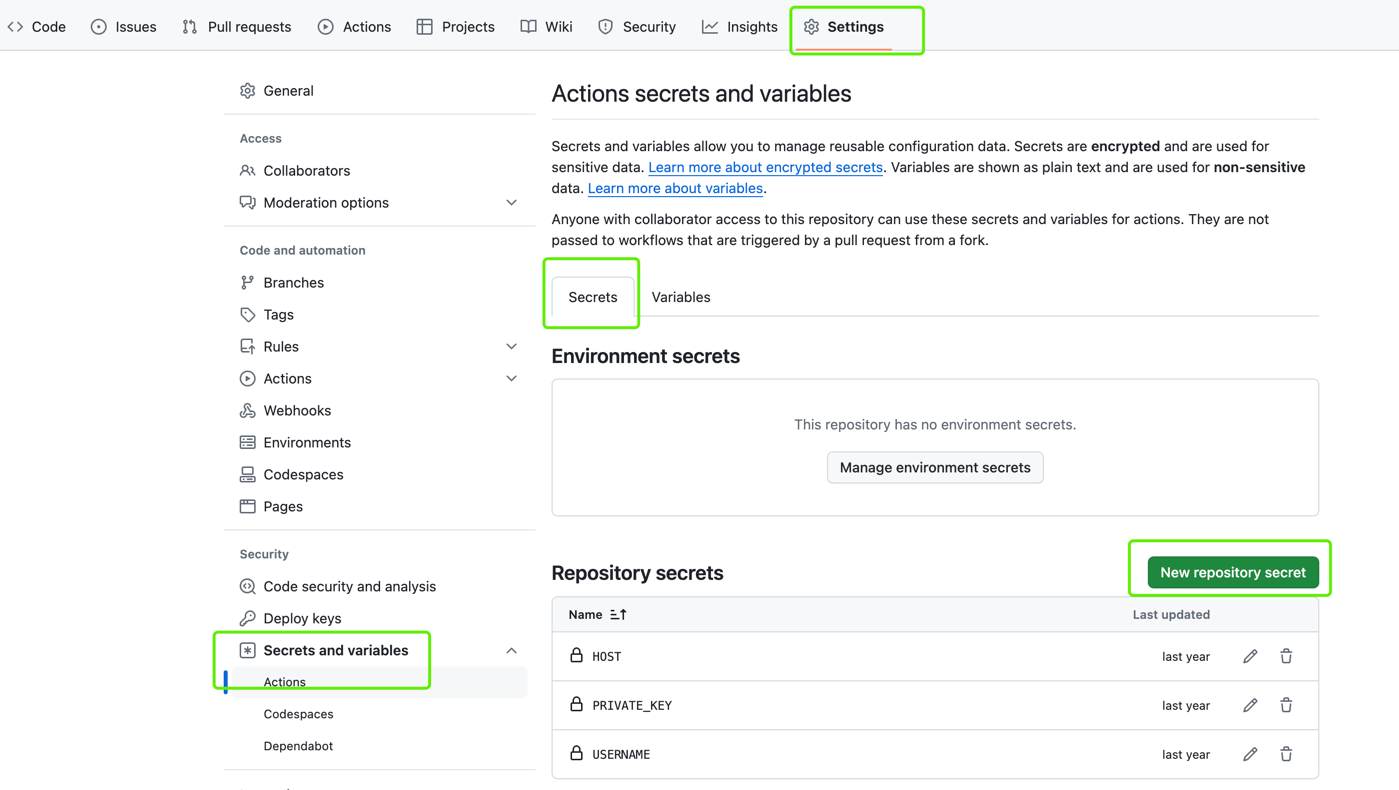 Code Issues Pull requests Actions Projects Wiki Security Insights Settings
General
Access
Collaborators
Moderation options
Code and automation
Branches
Tags
Rules
Actions
Webhooks
Environments
Codespaces
Pages
Security
Code security and analysis
Deploy keys
Secrets and variables
Actions
Codespaces
Dependabot
Actions secrets and variables
Secrets and variables allow you to manage reusable configuration data. Secrets are encrypted and are used for
sensitive data. Learn more about encrypted secrets. Variables are shown as plain text and are used for non-sensitive
data. Learn more about variables.
Anyone with collaborator access to this repository can use these secrets and variables for actions. They are not
passed to workflows that are triggered by a pull request from a fork.
Secrets Variables
Environment secrets
This repository has no environment secrets.
Manage environment secrets
Repository secrets New repository secret
Name Last updated
HOST last year
PRIVATE_KEY last year
USERNAME last year